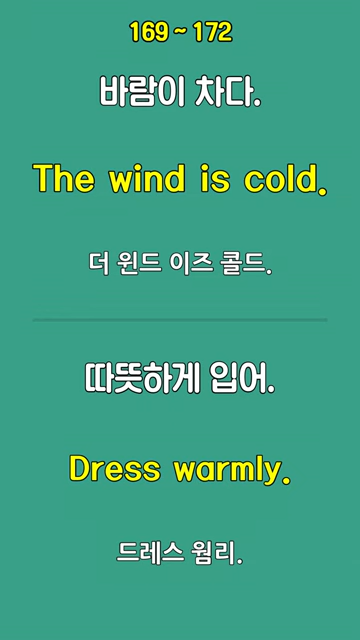 169 ~ 172
바람이 차다.
The wind is cold.
더 윈드 이즈 콜드.
따뜻하게 입어.
Dress warmly.
드레스 웜리.